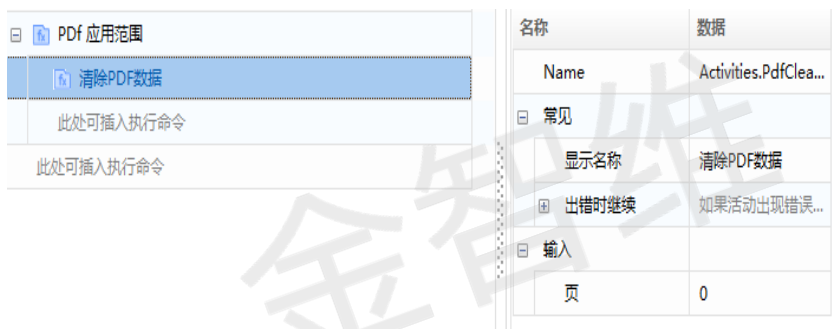 PDf 应用范围
清除PDF数据
此处可插入执行命令
此处可插入执行命令
名称 数据
Name Activities.PdfClea...
常见
显示名称 清除PDF数据
出错时继续 如果活动出现错误...
输入
页 0
金智维